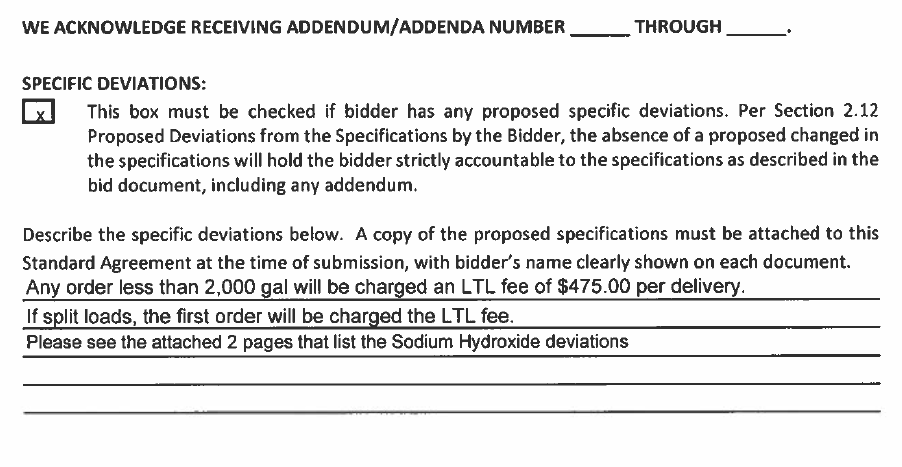 WE ACKNOWLEDGE RECEIVING ADDENDUM/ADDENDA NUMBER ______ THROUGH ______.
SPECIFIC DEVIATIONS:
x This box must be checked if bidder has any proposed specific deviations. Per Section 2.12
Proposed Deviations from the Specifications by the Bidder, the absence of a proposed changed in
the specifications will hold the bidder strictly accountable to the specifications as described in the
bid document, including any addendum.
Describe the specific deviations below. A copy of the proposed specifications must be attached to this
Standard Agreement at the time of submission, with bidder's name clearly shown on each document.
Any order less than 2,000 gal will be charged an LTL fee of $475.00 per delivery.
If split loads, the first order will be charged the LTL fee.
Please see the attached 2 pages that list the Sodium Hydroxide deviations